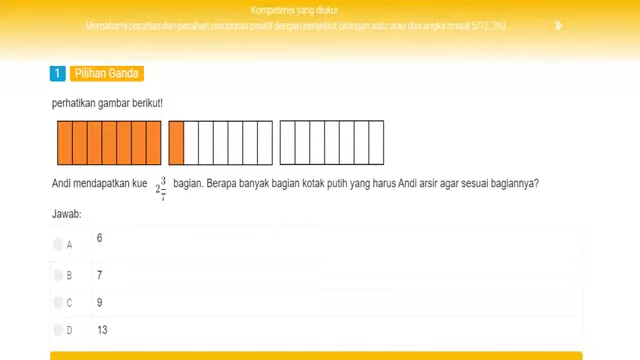 Kompetensi yang diukur
Memahami pecahan dan pecahan campuran positif dengan penyebut bilangan satu atau dua angka (misal 5/12, 3¾)
1 Pilihan Ganda
perhatikan gambar berikut!
Andi mendapatkan kue 2 3/7 bagian. Berapa banyak bagian kotak putih yang harus Andi arsir agar sesuai bagiannya?
Jawab:
A 6
B 7
C 9
D 13